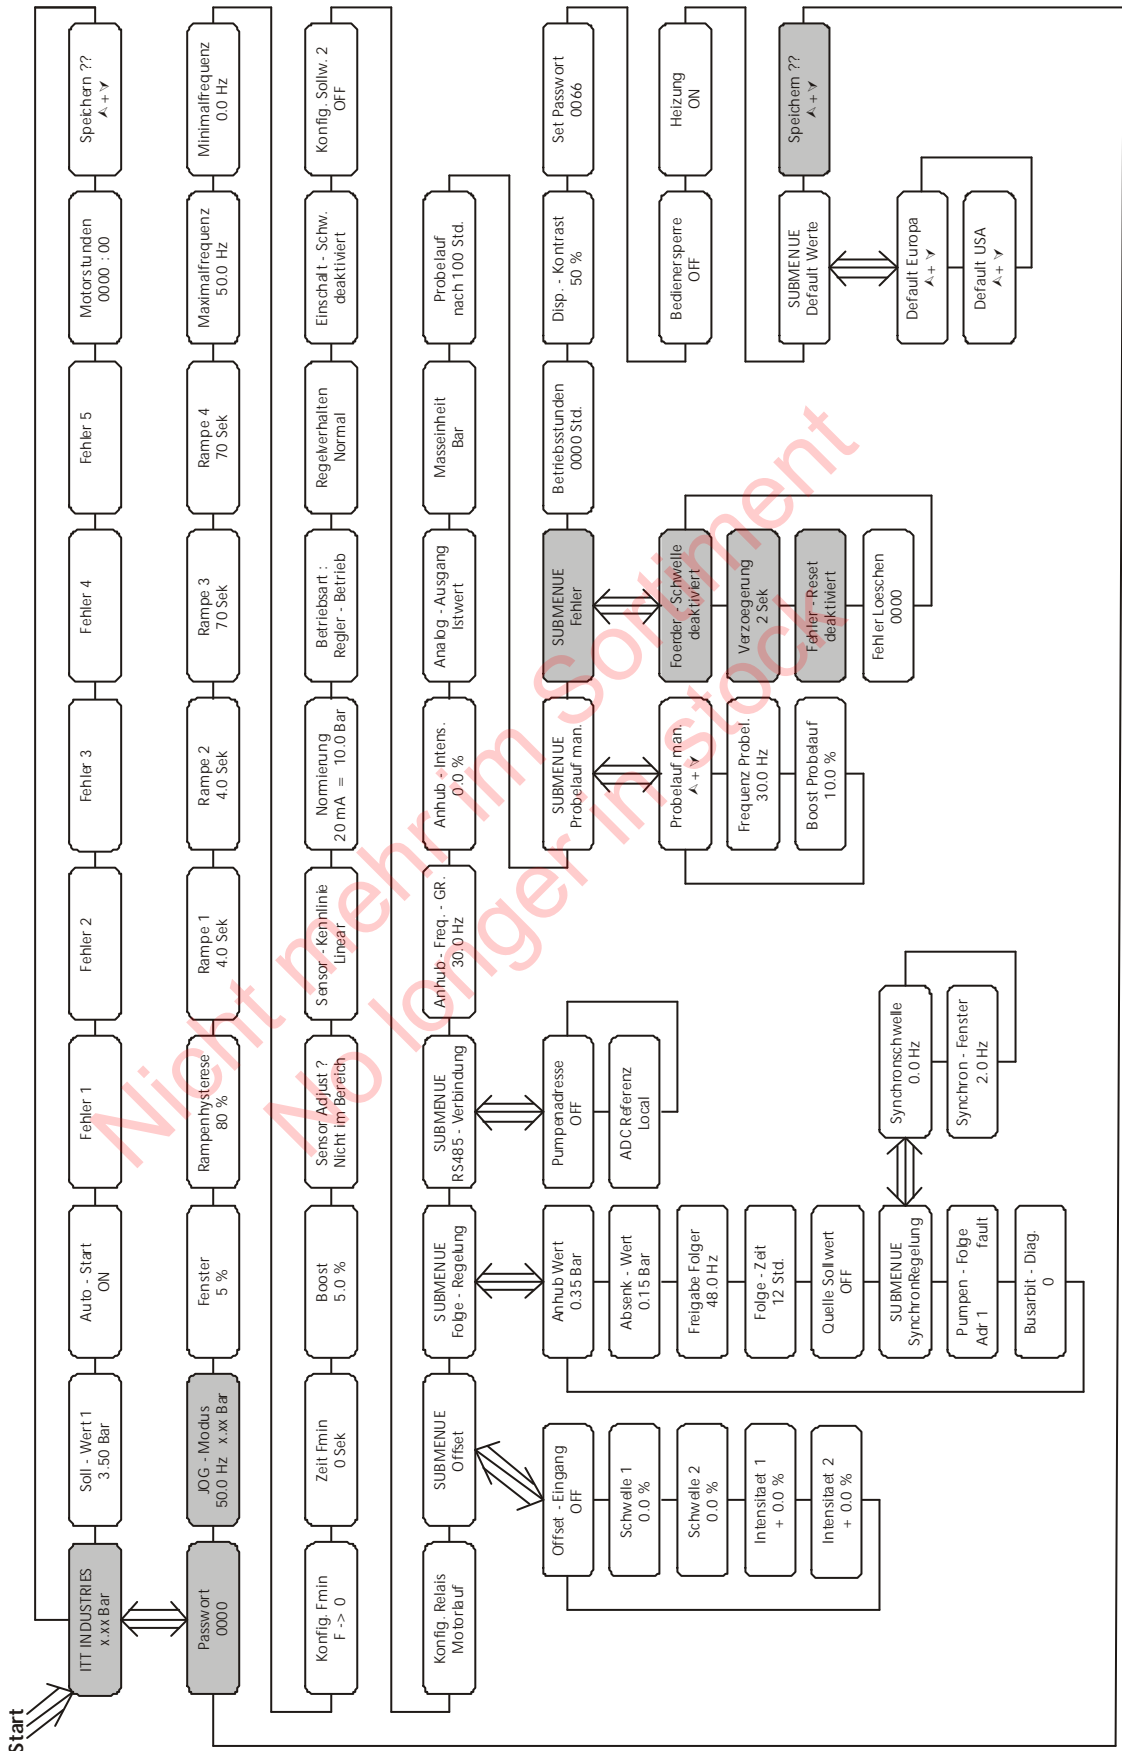 Start
ITT INDUSTRIES
x.xx Bar
Soll - Wert 1
3.50 Bar
Auto - Start
ON
Fehler 1
Fehler 2
Fehler 3
Fehler 4
Fehler 5
Motorstunden
0000 : 00
Speichern ??
⮝ + ⮟
Passwort
0000
JOG - Modus
50.0 Hz x.xx Bar
Fenster
5 %
Rampenhysterese
80 %
Rampe 1
4.0 Sek
Rampe 2
4.0 Sek
Rampe 3
70 Sek
Rampe 4
70 Sek
Maximalfrequenz
50.0 Hz
Minimalfrequenz
0.0 Hz
Konfig. Fmin
F -> 0
Zeit Fmin
0 Sek
Boost
5.0 %
Sensor Adjust ?
Nicht im Bereich
Sensor - Kennlinie
Linear
Normierung
20 mA = 10.0 Bar
Betriebsart :
Regler - Betrieb
Regelverhalten
Normal
Einschalt - Schw.
deaktiviert
Konfig. Sollw. 2
OFF
Konfig. Relais
Motorlauf
SUBMENUE
Offset
SUBMENUE
Folge - Regelung
SUBMENUE
RS485 - Verbindung
Anhub - Freq. - GR.
30.0 Hz
Anhub - Intens.
0.0 %
Analog - Ausgang
Istwert
Masseinheit
Bar
Probelauf
nach 100 Std.
Offset - Eingang
OFF
Schwelle 1
0.0 %
Schwelle 2
0.0 %
Intensitaet 1
+ 0.0 %
Intensitaet 2
+ 0.0 %
Anhub Wert
0.35 Bar
Absenk - Wert
0.15 Bar
Freigabe Folger
48.0 Hz
Folge - Zeit
12 Std.
Quelle Sollwert
OFF
SUBMENUE
SynchronRegelung
Pumpen - Folge
Adr 1 fault
Busarbit - Diag.
0
Synchronschwelle
0.0 Hz
Synchron - Fenster
2.0 Hz
Pumpenadresse
OFF
ADC Referenz
Local
SUBMENUE
Probelauf man.
SUBMENUE
Fehler
Betriebsstunden
0000 Std.
Disp. - Kontrast
50 %
Set Passwort
0066
Probelauf man.
⮝ + ⮟
Frequenz Probel.
30.0 Hz
Boost Probelauf
10.0 %
Foerder - Schwelle
deaktiviert
Verzoegerung
2 Sek
Fehler - Reset
deaktiviert
Fehler Loeschen
0000
Bedienersperre
OFF
Heizung
ON
SUBMENUE
Default Werte
Speichern ??
⮝ + ⮟
Default Europa
⮝ + ⮟
Default USA
⮝ + ⮟
Nicht mehr im Sortiment
No longer in stock